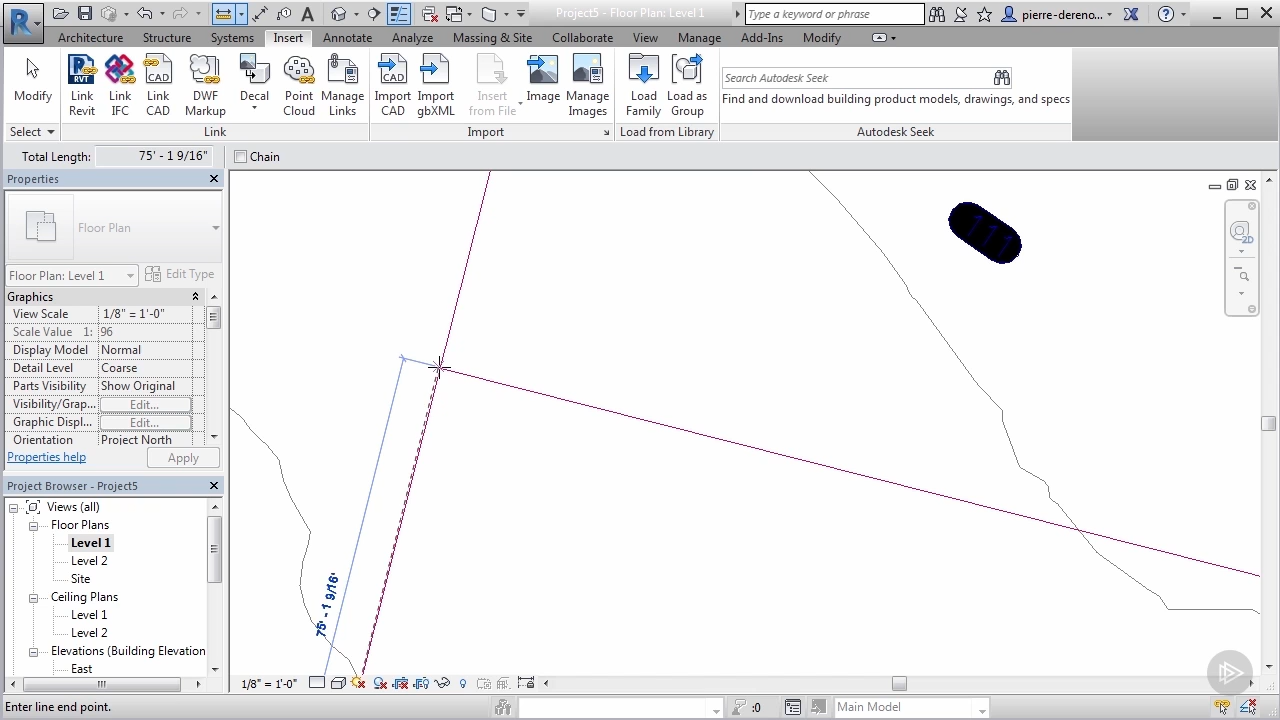 Project5 - Floor Plan: Level 1
Type a keyword or phrase
pierre-dereno...
Architecture Structure Systems Insert Annotate Analyze Massing & Site Collaborate View Manage Add-Ins Modify
Modify
Link Revit
Link IFC
Link CAD
DWF Markup
Decal
Point Cloud
Manage Links
Import CAD
Import gbXML
Insert from File
Image
Manage Images
Load Family
Load as Group
Search Autodesk Seek
Find and download building product models, drawings, and specs
Select
Link
Import
Load from Library
Autodesk Seek
Total Length: 75' - 1 9/16"
Chain
Properties
Floor Plan
Floor Plan: Level 1
Edit Type
Graphics
View Scale 1/8" = 1'-0"
Scale Value 1: 96
Display Model Normal
Detail Level Coarse
Parts Visibility Show Original
Visibility/Grap... Edit...
Graphic Displ... Edit...
Orientation Project North
Properties help
Apply
Project Browser - Project5
Views (all)
Floor Plans
Level 1
Level 2
Site
Ceiling Plans
Level 1
Level 2
Elevations (Building Elevation
East
111
2D
75' - 1 9/16"
1/8" = 1'-0"
Enter line end point.
:0
Main Model